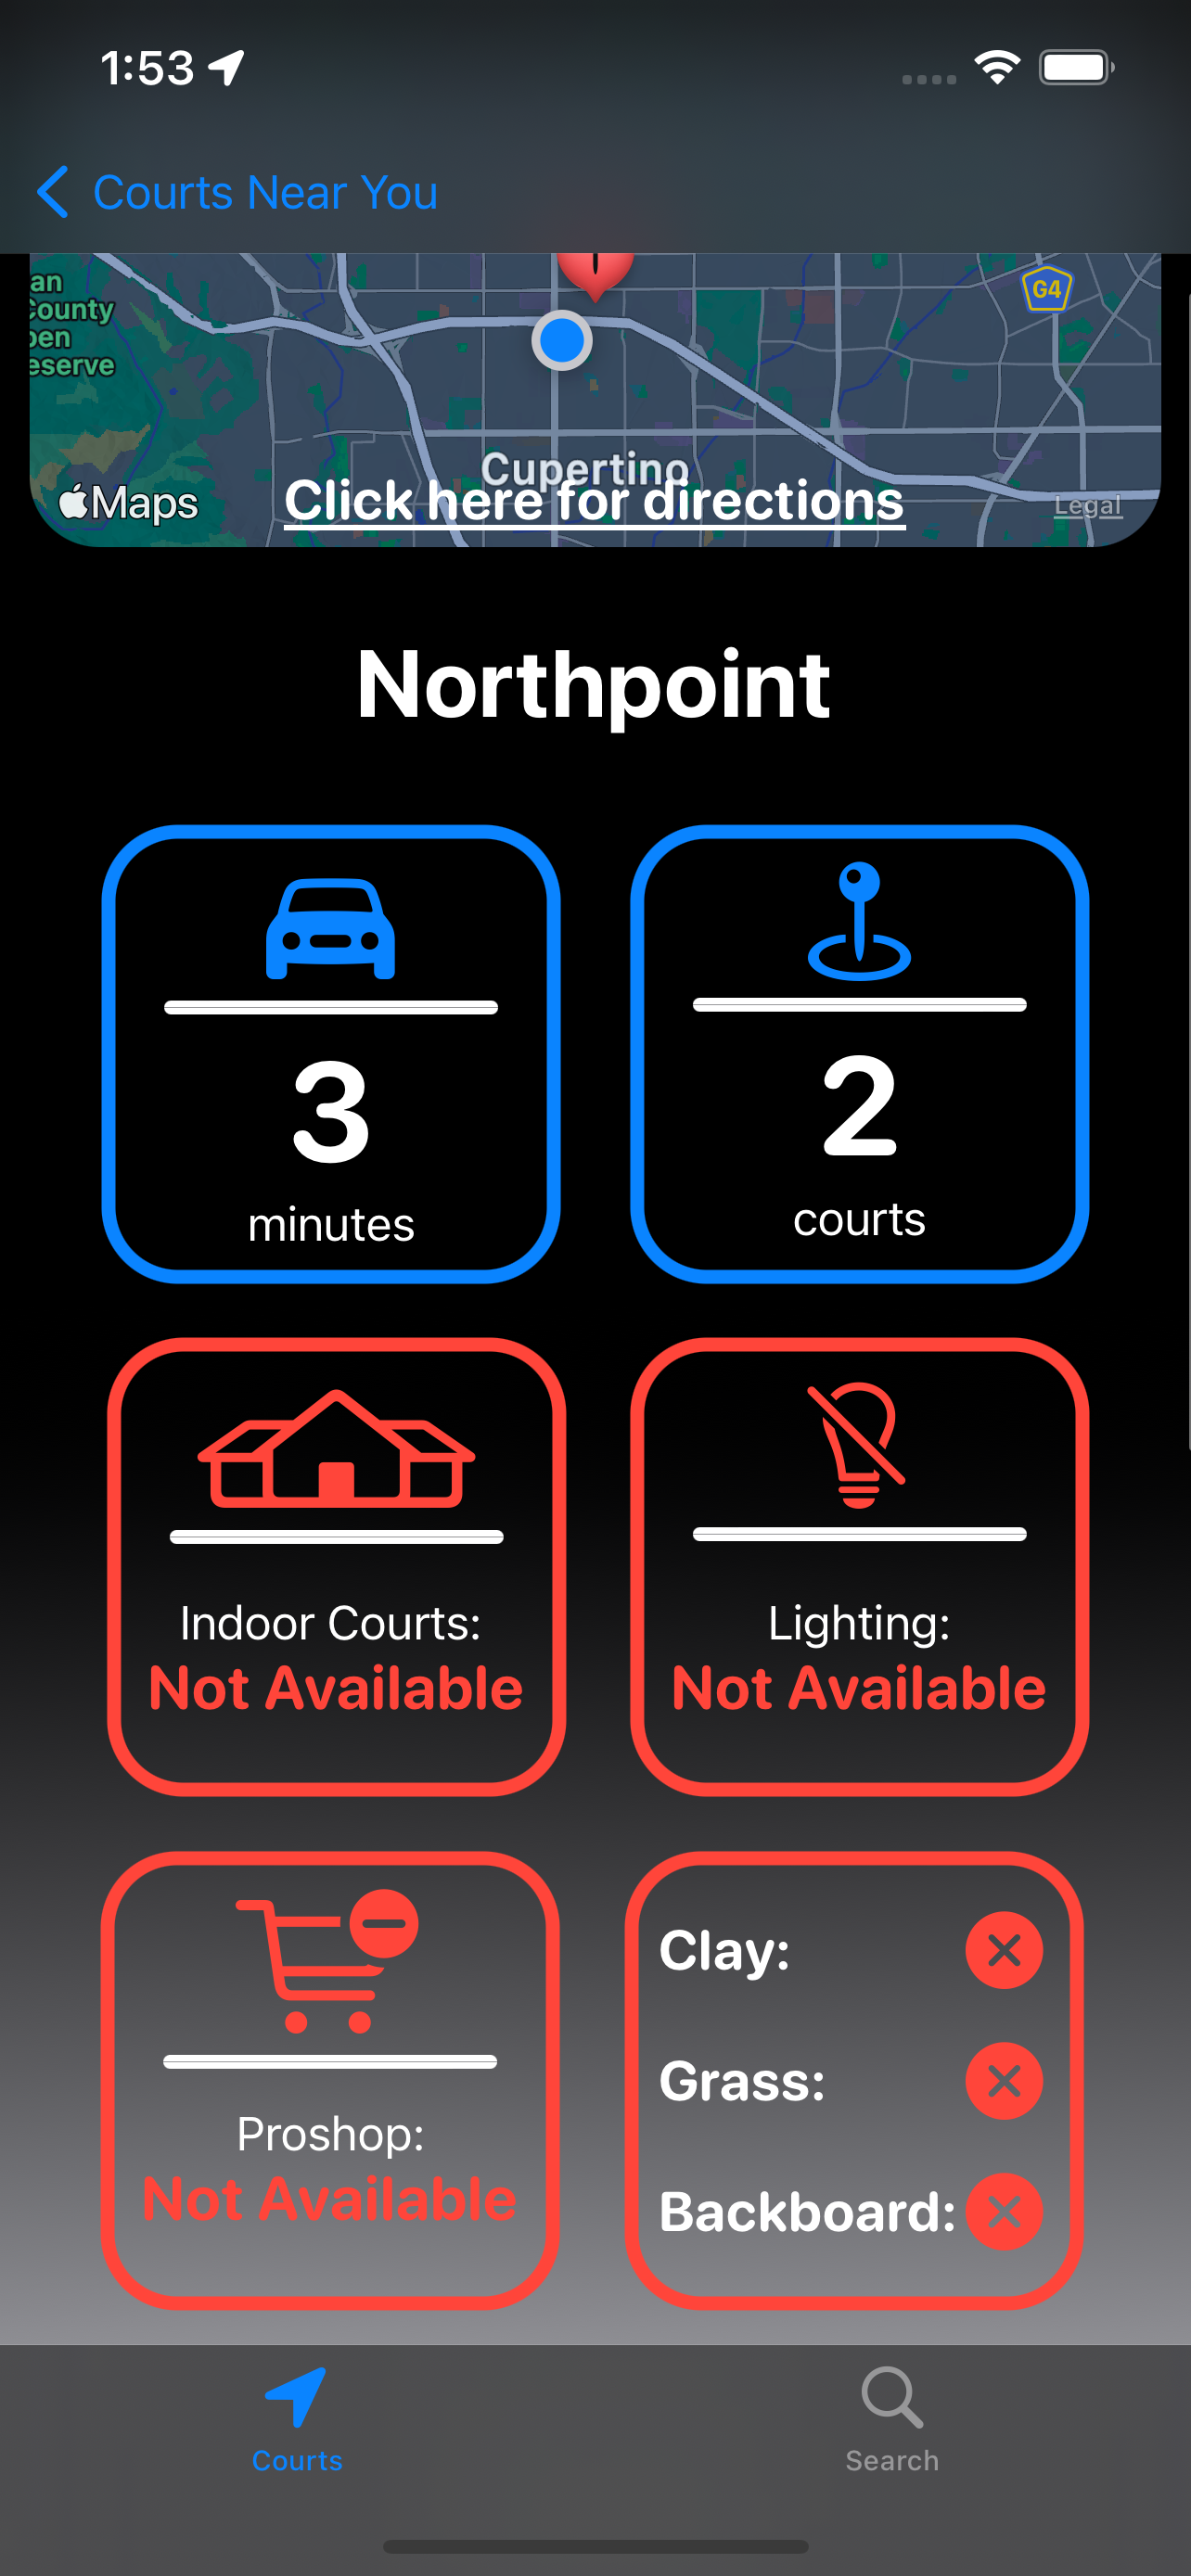 1:53
Courts Near You
an
County
pen
eserve
G4
Cupertino
Maps
Click here for directions
Legal
Northpoint
3
minutes
2
courts
Indoor Courts:
Not Available
Lighting:
Not Available
Proshop:
Not Available
Clay:
Grass:
Backboard:
Courts
Search